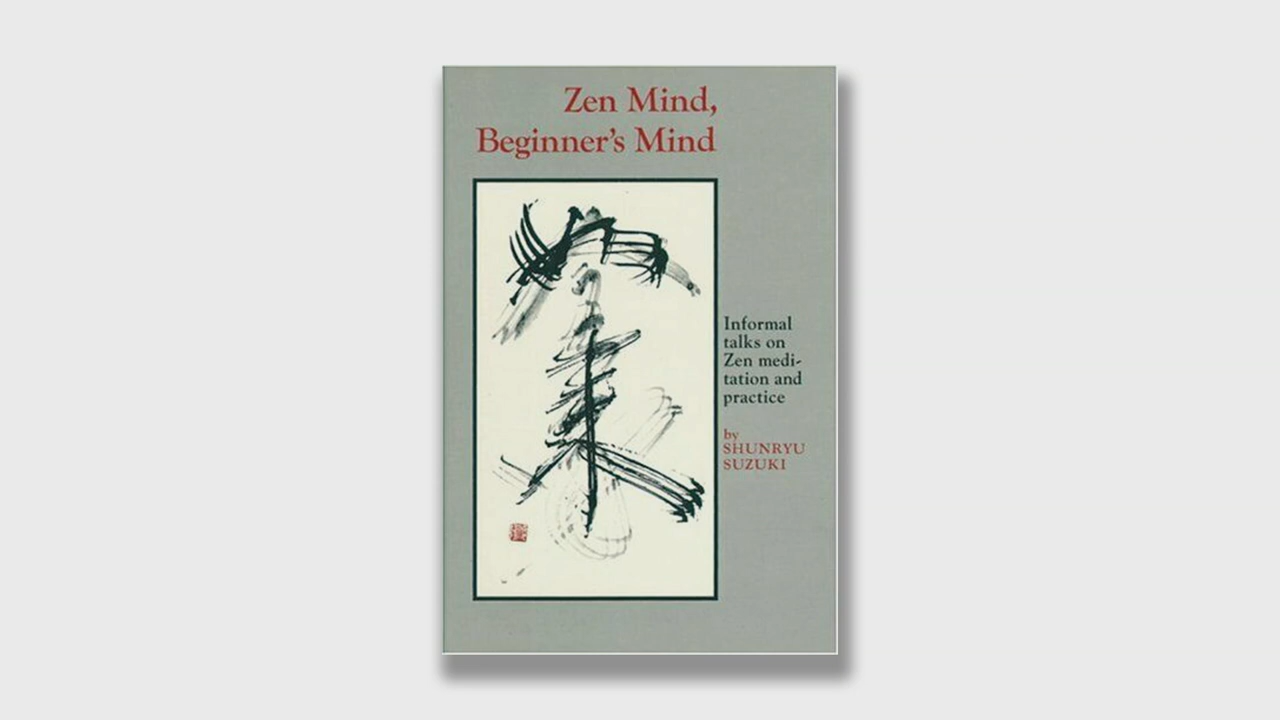 Zen Mind,
Beginner's Mind
Informal
talks on
Zen medi-
tation and
practice
by
SHUNRYU
SUZUKI